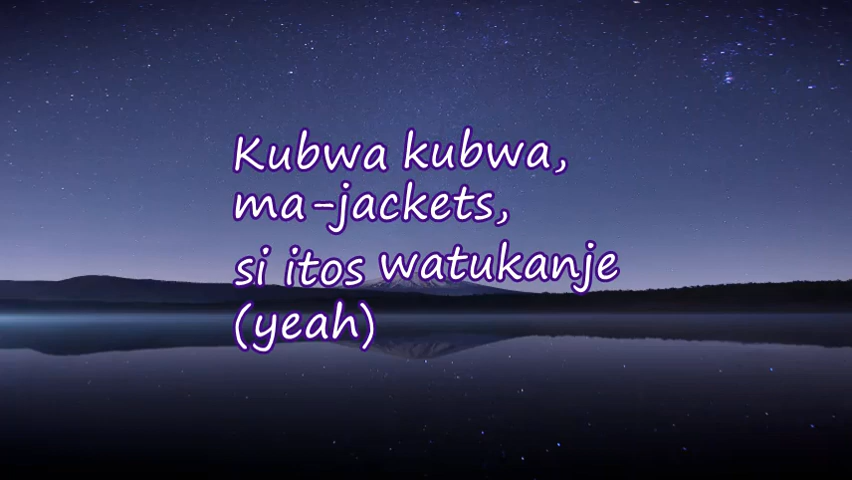 Kubwa kubwa,
ma-jackets,
si itos watukanje
(yeah)